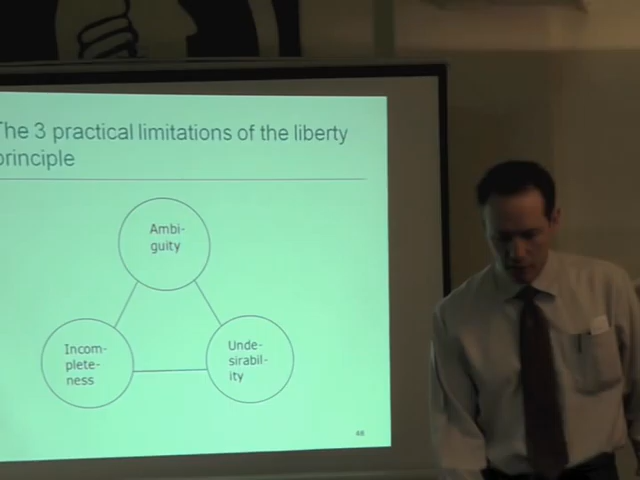 The 3 practical limitations of the liberty
principle
Ambi-
guity
Incom-
plete-
ness
Unde-
sirabil-
ity
48